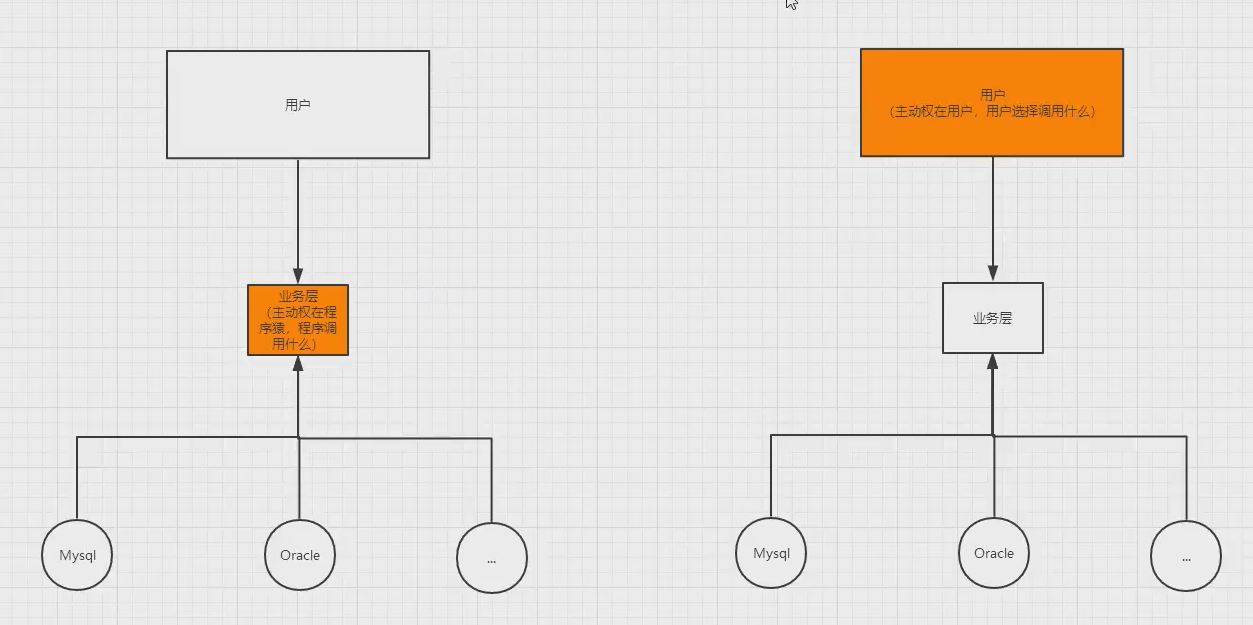 用户
业务层
（主动权在程
序猿，程序调
用什么）
Mysql
Oracle
...
用户
（主动权在用户，用户选择调用什么）
业务层
Mysql
Oracle
...